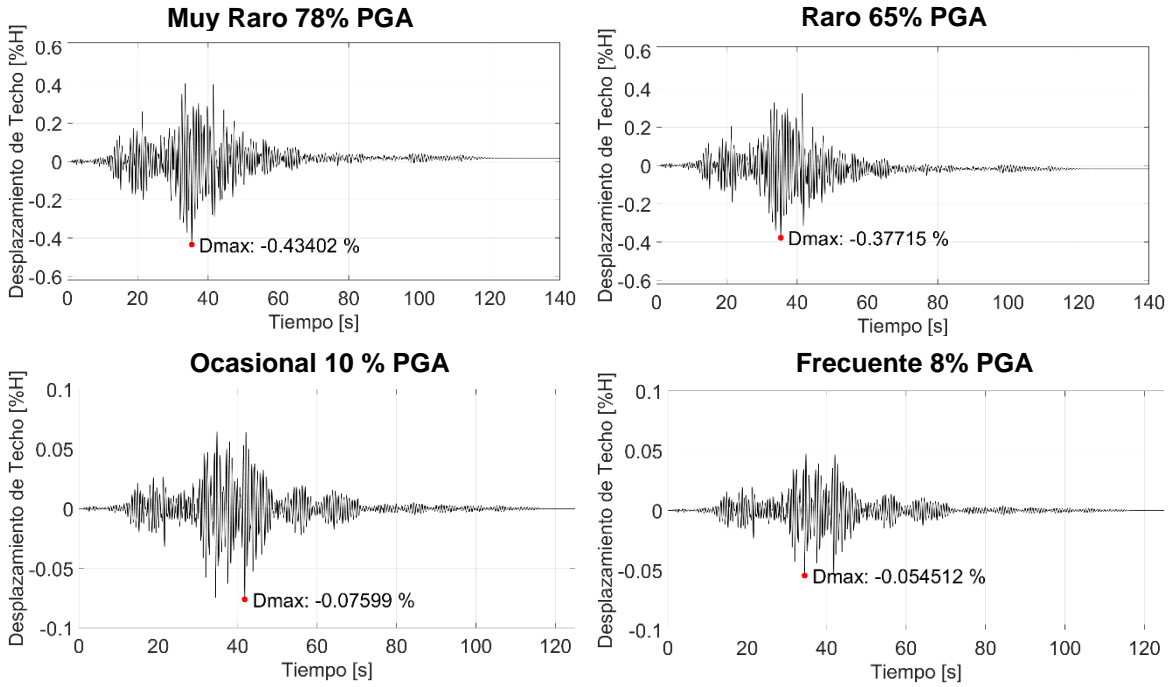 Muy Raro 78% PGA
Desplazamiento de Techo [%H]
0.6
0.4
0.2
0
-0.2
-0.4
-0.6
Dmax: -0.43402 %
0 20 40 60 80 100 120 140
Tiempo [s]
Raro 65% PGA
Desplazamiento de Techo [%H]
0.6
0.4
0.2
0
-0.2
-0.4
-0.6
Dmax: -0.37715 %
0 20 40 60 80 100 120 140
Tiempo [s]
Ocasional 10 % PGA
Desplazamiento de Techo [%H]
0.1
0.05
0
-0.05
-0.1
Dmax: -0.07599 %
0 20 40 60 80 100 120
Tiempo [s]
Frecuente 8% PGA
Desplazamiento de Techo [%H]
0.1
0.05
0
-0.05
-0.1
Dmax: -0.054512 %
0 20 40 60 80 100 120
Tiempo [s]